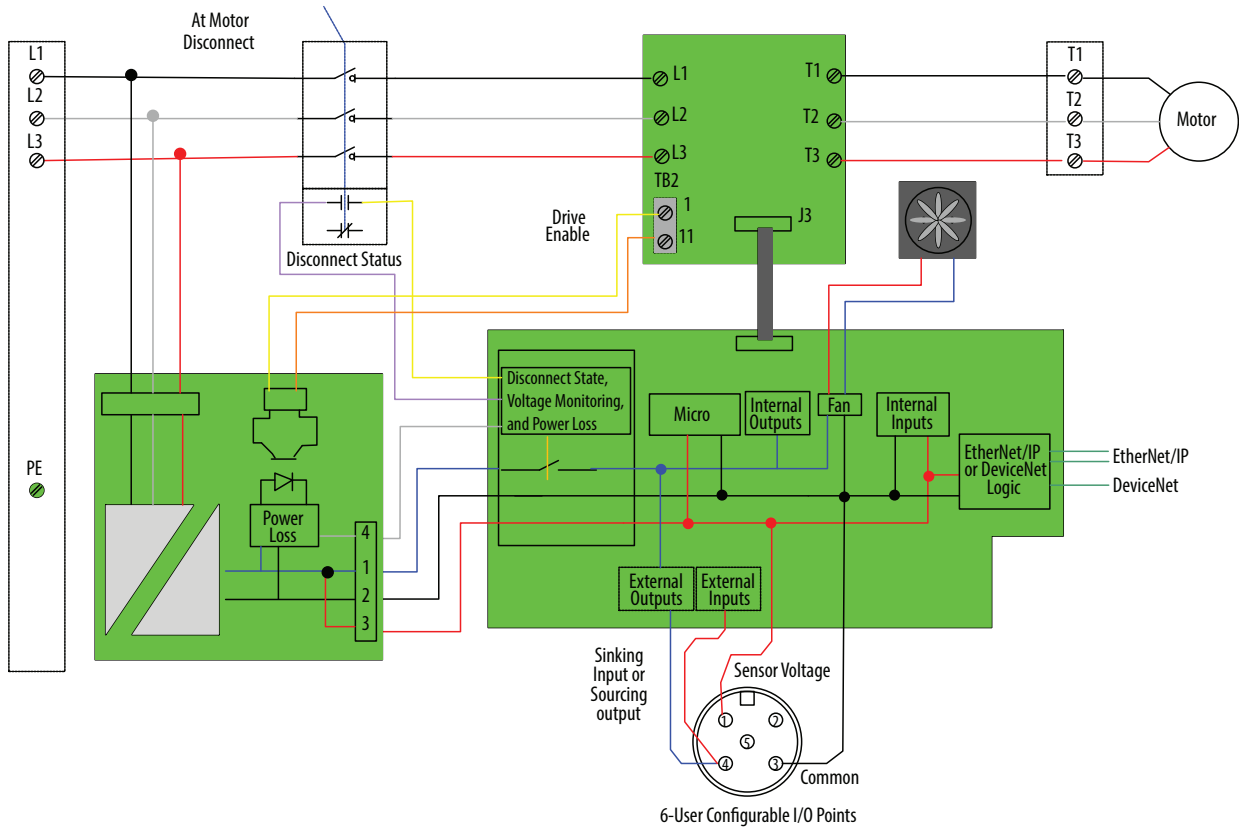 At Motor
Disconnect
L1
L2
L3
L1
L2
L3
TB2
1
11
T1
T2
T3
T1
T2
T3
Motor
J3
Drive
Enable
Disconnect Status
Disconnect State,
Voltage Monitoring,
and Power Loss
Micro
Internal
Outputs
Fan
Internal
Inputs
EtherNet/IP
or DeviceNet
Logic
EtherNet/IP
DeviceNet
PE
Power
Loss
4
1
2
3
External
Outputs
External
Inputs
Sinking
Input or
Sourcing
output
Sensor Voltage
1
2
5
4
3
Common
6-User Configurable I/O Points